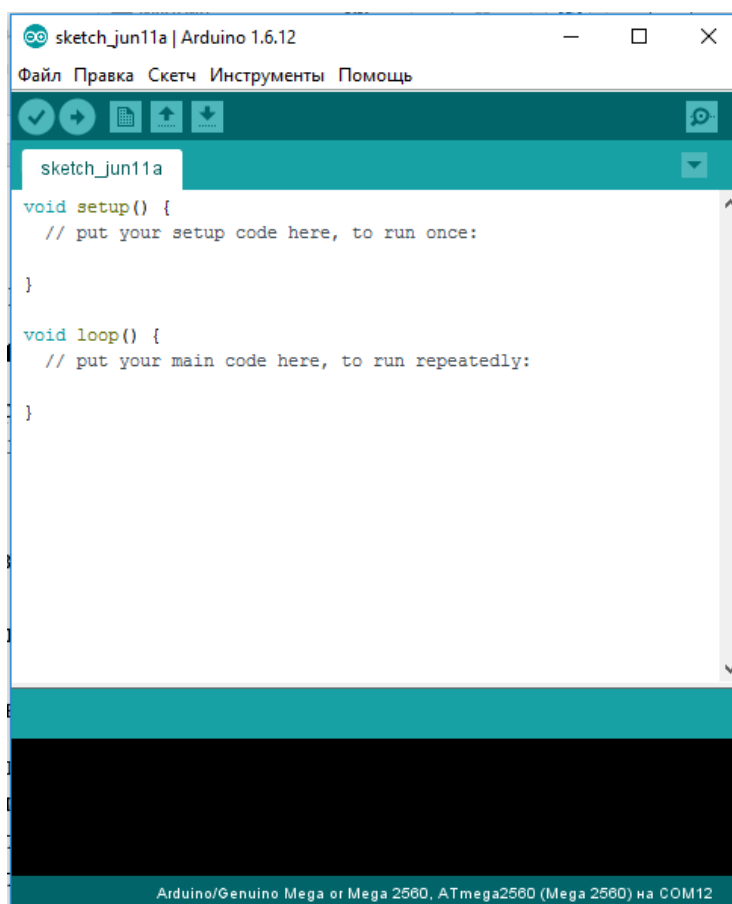 sketch_jun11a | Arduino 1.6.12
Файл Правка Скетч Инструменты Помощь
sketch_jun11a
void setup() {
  // put your setup code here, to run once:
}
void loop() {
  // put your main code here, to run repeatedly:
}
Arduino/Genuino Mega or Mega 2560, ATmega2560 (Mega 2560) на COM12